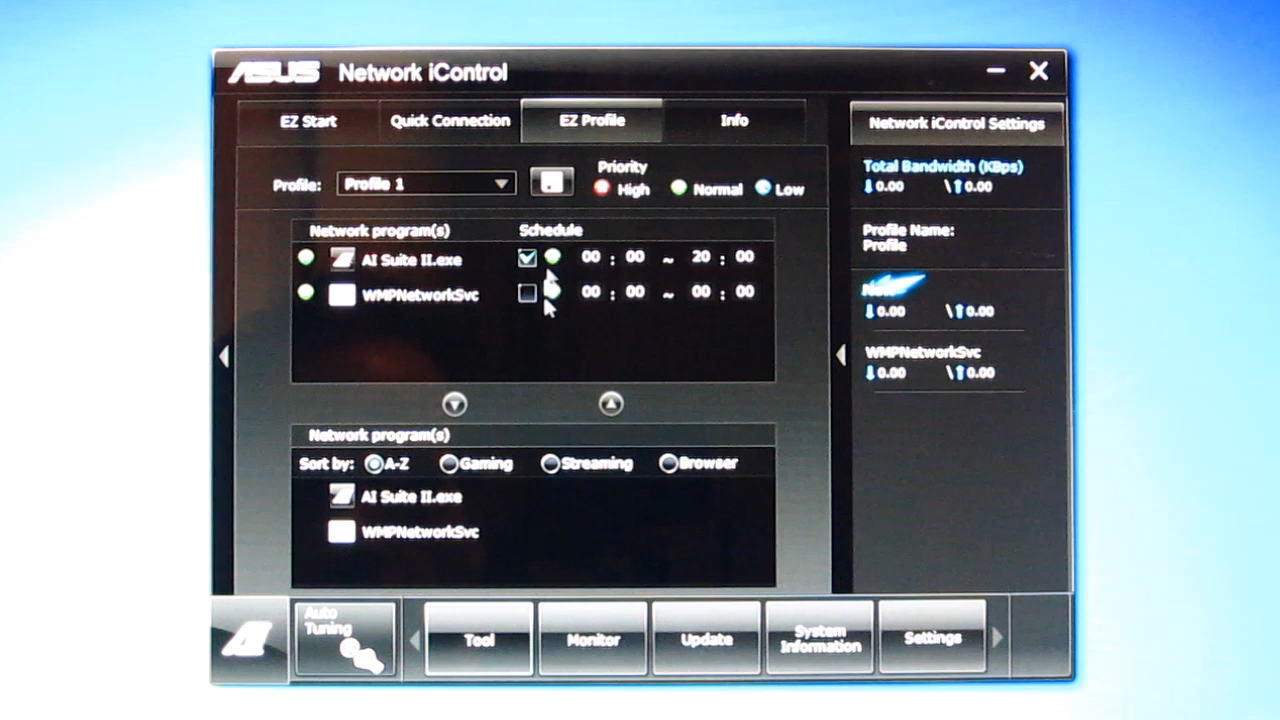 ASUS Network iControl
EZ Start Quick Connection EZ Profile Info
Network iControl Settings
Profile: Profile 1
Priority
High Normal Low
Total Bandwidth (KBps)
0.00 \ 0.00
Profile Name:
Profile
0.00 \ 0.00
WMPNetworkSvc
0.00 \ 0.00
Network program(s) Schedule
AI Suite II.exe 00 : 00 ~ 20 : 00
WMPNetworkSvc 00 : 00 ~ 00 : 00
Network program(s)
Sort by: A-Z Gaming Streaming Browser
AI Suite II.exe
WMPNetworkSvc
Auto
Tuning
Tool
Monitor
Update
System
Information
Settings